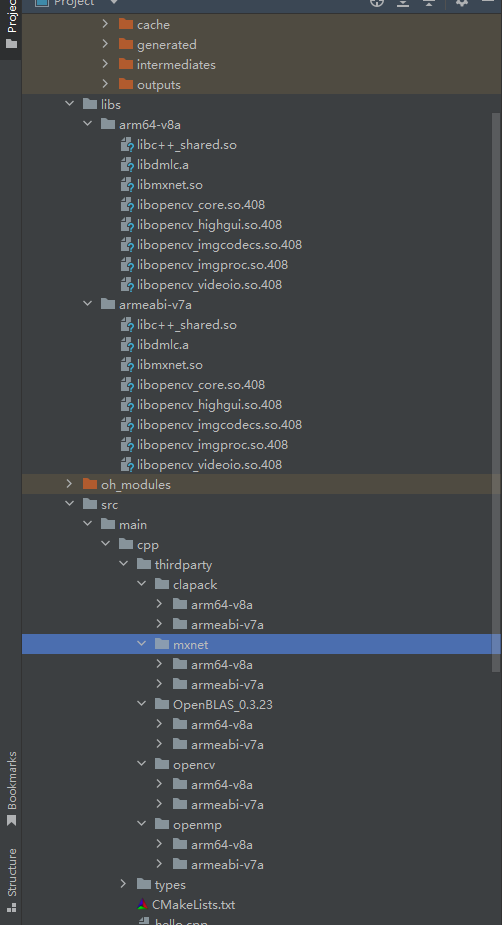 Project
cache
generated
intermediates
outputs
libs
arm64-v8a
libc++_shared.so
libdmlc.a
libmxnet.so
libopencv_core.so.408
libopencv_highgui.so.408
libopencv_imgcodecs.so.408
libopencv_imgproc.so.408
libopencv_videoio.so.408
armeabi-v7a
libc++_shared.so
libdmlc.a
libmxnet.so
libopencv_core.so.408
libopencv_highgui.so.408
libopencv_imgcodecs.so.408
libopencv_imgproc.so.408
libopencv_videoio.so.408
oh_modules
src
main
cpp
thirdparty
clapack
arm64-v8a
armeabi-v7a
mxnet
arm64-v8a
armeabi-v7a
OpenBLAS_0.3.23
arm64-v8a
armeabi-v7a
opencv
arm64-v8a
armeabi-v7a
openmp
arm64-v8a
armeabi-v7a
types
CMakeLists.txt
hello.cpp
Project
Bookmarks
Structure